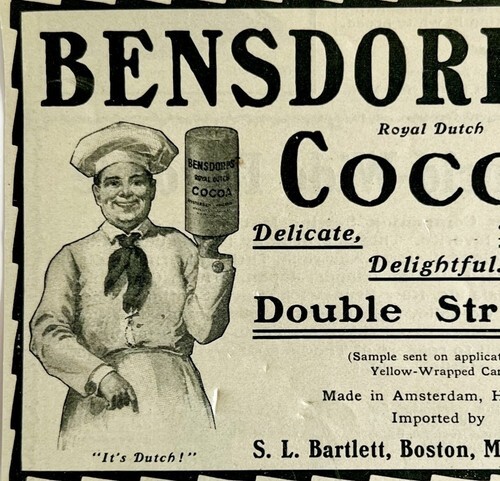 BENSDORP
Royal Dutch
COCO
BENSDORP'S
ROYAL DUTCH
COCOA
Delicate,
Delightful.
Double Str
(Sample sent on applicat
Yellow-Wrapped Can
Made in Amsterdam, H
Imported by
"It's Dutch!"
S. L. Bartlett, Boston, M